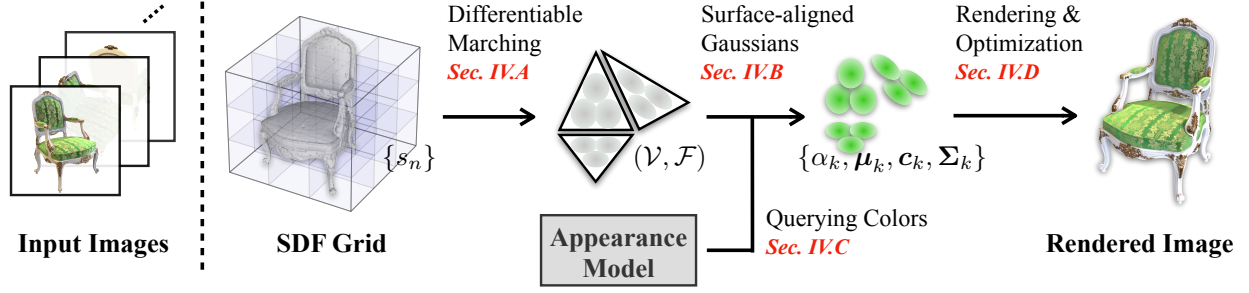 Differentiable
Marching
Sec. IV.A
Surface-aligned
Gaussians
Sec. IV.B
Rendering &
Optimization
Sec. IV.D
{s_n}
(𝒱, ℱ)
{α_k, μ_k, c_k, Σ_k}
Input Images
SDF Grid
Appearance
Model
Querying Colors
Sec. IV.C
Rendered Image